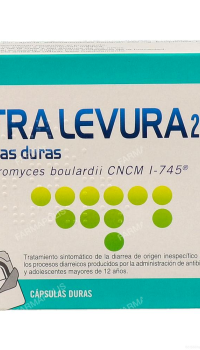 TRA LEVURA 2
as duras
romyces boulardii CNCM I-745®
Tratamiento sintomático de la diarrea de origen inespecífico
los procesos diarreicos producidos por la administración de antibi
y adolescentes mayores de 12 años.
CÁPSULAS DURAS